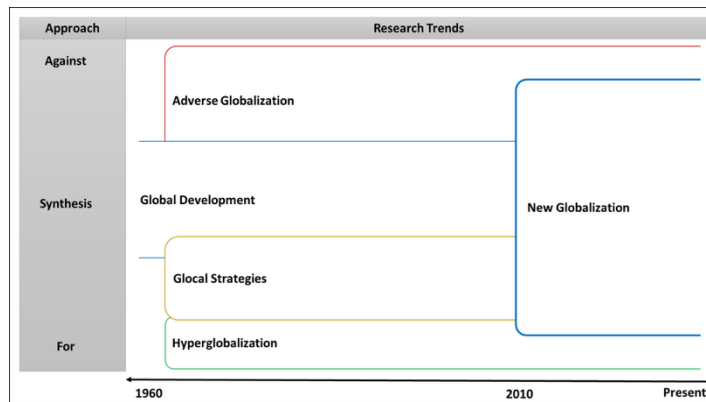 Approach Research Trends
Against
Adverse Globalization
Synthesis Global Development
New Globalization
Glocal Strategies
For Hyperglobalization
1960 2010 Present